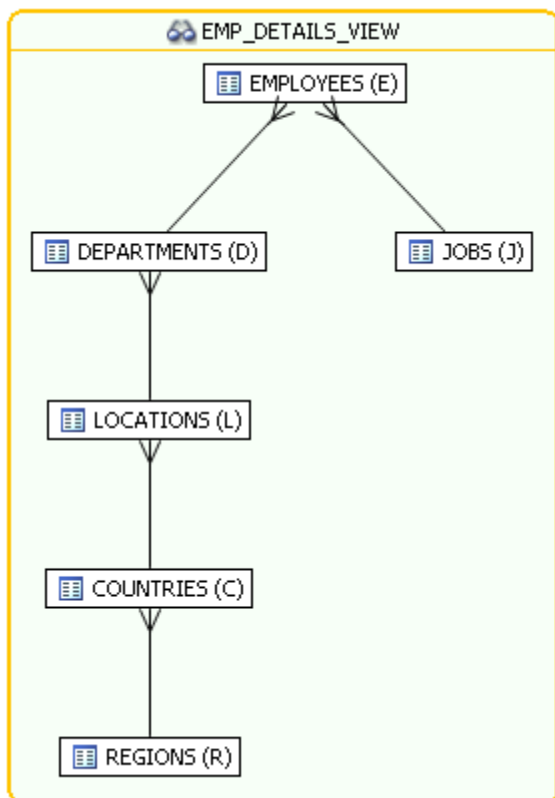 EMP_DETAILS_VIEW
EMPLOYEES (E)
DEPARTMENTS (D)
JOBS (J)
LOCATIONS (L)
COUNTRIES (C)
REGIONS (R)